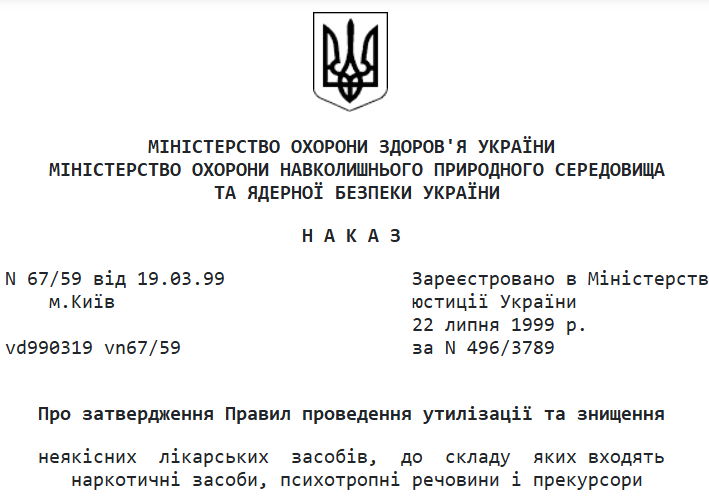 МІНІСТЕРСТВО ОХОРОНИ ЗДОРОВ'Я УКРАЇНИ
МІНІСТЕРСТВО ОХОРОНИ НАВКОЛИШНЬОГО ПРИРОДНОГО СЕРЕДОВИЩА
ТА ЯДЕРНОЇ БЕЗПЕКИ УКРАЇНИ
Н А К А З
N 67/59 від 19.03.99 Зареєстровано в Міністерств
м.Київ юстиції України
22 липня 1999 р.
vd990319 vn67/59 за N 496/3789
Про затвердження Правил проведення утилізації та знищення
неякісних лікарських засобів, до складу яких входять
наркотичні засоби, психотропні речовини і прекурсори